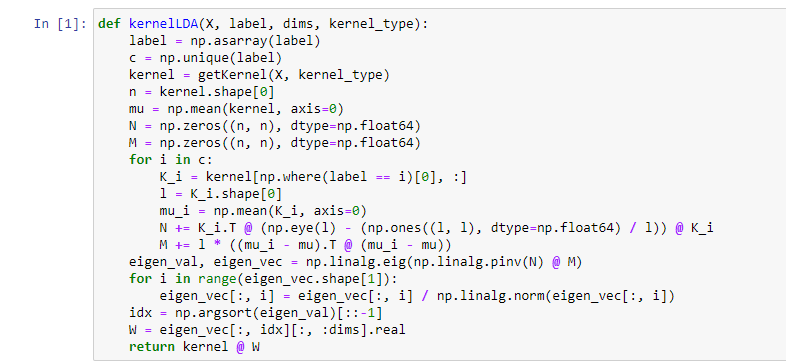 In [1]: def kernelLDA(X, label, dims, kernel_type):
    label = np.asarray(label)
    c = np.unique(label)
    kernel = getKernel(X, kernel_type)
    n = kernel.shape[0]
    mu = np.mean(kernel, axis=0)
    N = np.zeros((n, n), dtype=np.float64)
    M = np.zeros((n, n), dtype=np.float64)
    for i in c:
        K_i = kernel[np.where(label == i)[0], :]
        l = K_i.shape[0]
        mu_i = np.mean(K_i, axis=0)
        N += K_i.T @ (np.eye(l) - (np.ones((l, l), dtype=np.float64) / l)) @ K_i
        M += l * ((mu_i - mu).T @ (mu_i - mu))
    eigen_val, eigen_vec = np.linalg.eig(np.linalg.pinv(N) @ M)
    for i in range(eigen_vec.shape[1]):
        eigen_vec[:, i] = eigen_vec[:, i] / np.linalg.norm(eigen_vec[:, i])
    idx = np.argsort(eigen_val)[::-1]
    W = eigen_vec[:, idx][:, :dims].real
    return kernel @ W